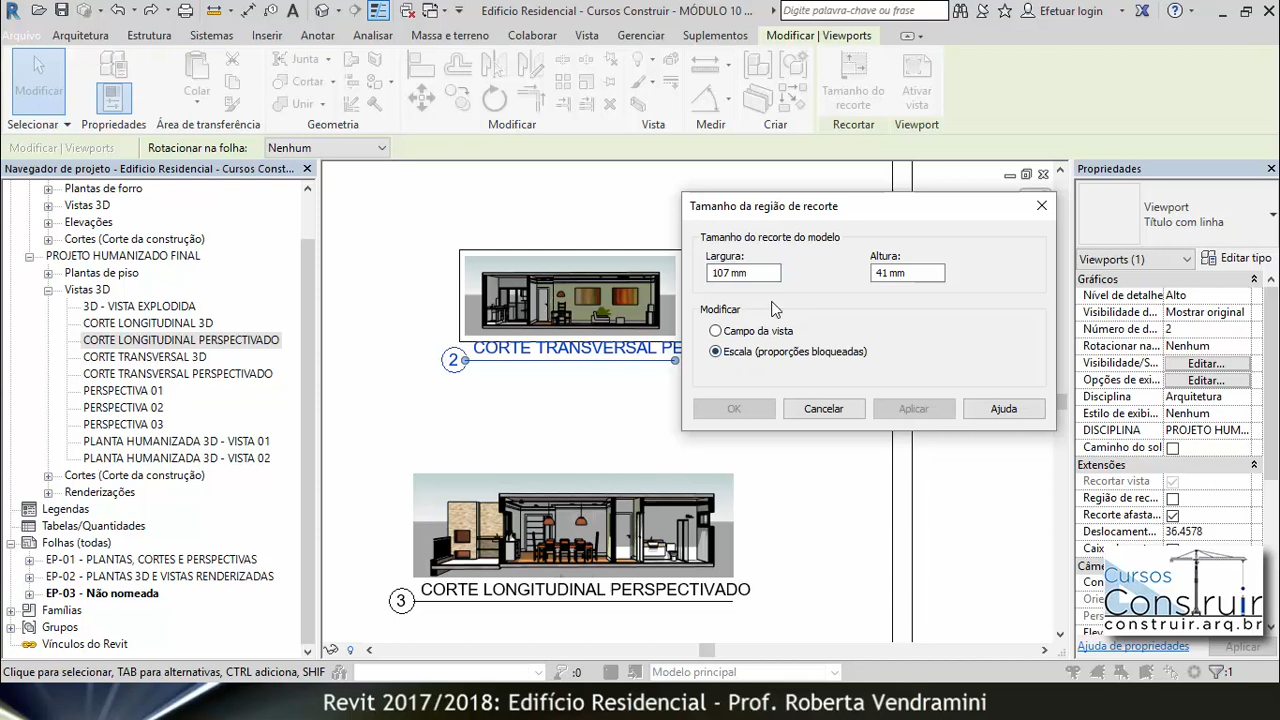 Edificio Residencial - Cursos Construir - MÓDULO 10 ...
Digite palavra-chave ou frase
Efetuar login
Arquivo
Arquitetura
Estrutura
Sistemas
Inserir
Anotar
Analisar
Massa e terreno
Colaborar
Vista
Gerenciar
Suplementos
Modificar | Viewports
Modificar
Colar
Junta
Cortar
Unir
Tamanho do recorte
Ativar vista
Selecionar
Propriedades
Área de transferência
Geometria
Modificar
Vista
Medir
Criar
Recortar
Viewport
Modificar | Viewports
Rotacionar na folha:
Nenhum
Navegador de projeto - Edificio Residencial - Cursos Const...
Plantas de forro
Vistas 3D
Elevações
Cortes (Corte da construção)
PROJETO HUMANIZADO FINAL
Plantas de piso
Vistas 3D
3D - VISTA EXPLODIDA
CORTE LONGITUDINAL 3D
CORTE LONGITUDINAL PERSPECTIVADO
CORTE TRANSVERSAL 3D
CORTE TRANSVERSAL PERSPECTIVADO
PERSPECTIVA 01
PERSPECTIVA 02
PERSPECTIVA 03
PLANTA HUMANIZADA 3D - VISTA 01
PLANTA HUMANIZADA 3D - VISTA 02
Cortes (Corte da construção)
Renderizações
Legendas
Tabelas/Quantidades
Folhas (todas)
EP-01 - PLANTAS, CORTES E PERSPECTIVAS
EP-02 - PLANTAS 3D E VISTAS RENDERIZADAS
EP-03 - Não nomeada
Famílias
Grupos
Vínculos do Revit
2
CORTE TRANSVERSAL PE
3
CORTE LONGITUDINAL PERSPECTIVADO
Tamanho da região de recorte
Tamanho do recorte do modelo
Largura:
Altura:
107 mm
41 mm
Modificar
Campo da vista
Escala (proporções bloqueadas)
OK
Cancelar
Aplicar
Ajuda
Propriedades
Viewport
Título com linha
Viewports (1)
Editar tipo
Gráficos
Nível de detalhe Alto
Visibilidade d... Mostrar original
Número de d... 2
Rotacionar na... Nenhum
Visibilidade/S... Editar...
Opções de exi... Editar...
Disciplina Arquitetura
Estilo de exibi... Nenhum
DISCIPLINA PROJETO HUM...
Caminho do sol
Extensões
Recortar vista
Região de rec...
Recorte afasta...
Deslocament... 36.4578
Cursos
Construir
construir.arq.br
Ajuda de propriedades
Aplicar
Clique para selecionar, TAB para alternativas, CTRL adiciona, SHIF
:0
Modelo principal
:1
Revit 2017/2018: Edifício Residencial - Prof. Roberta Vendramini